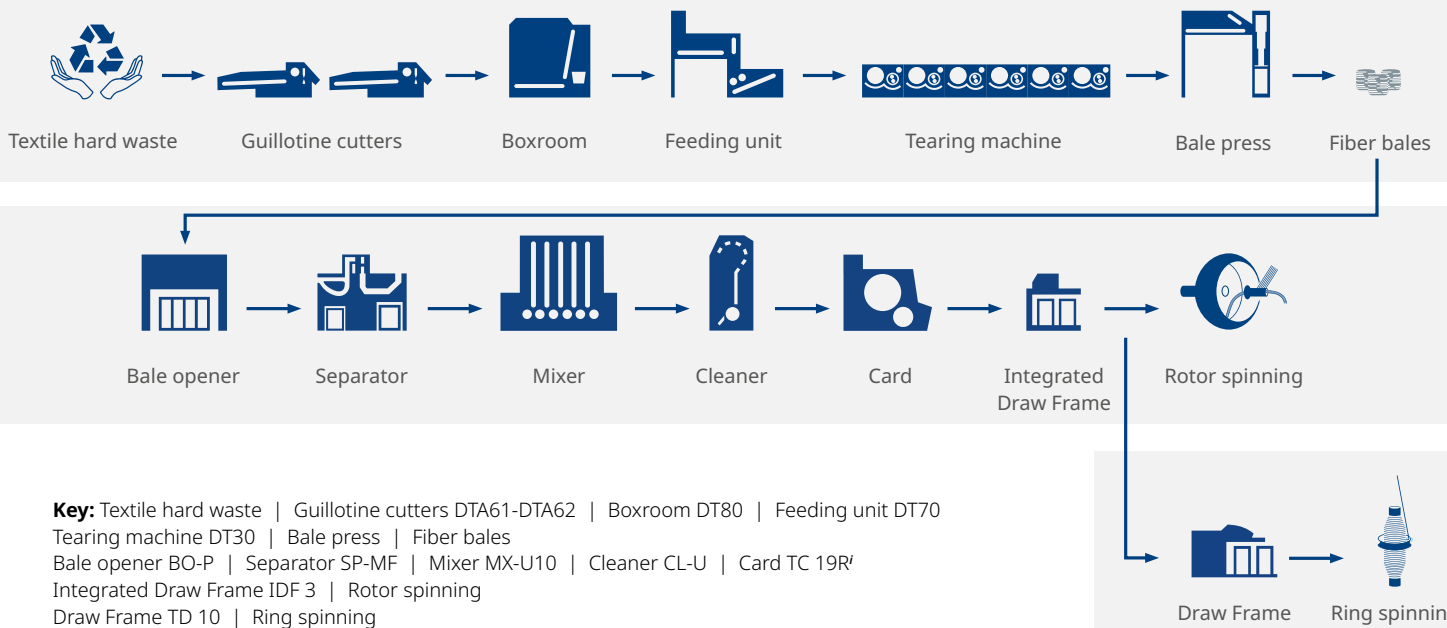 Textile hard waste
Guillotine cutters
Boxroom
Feeding unit
Tearing machine
Bale press
Fiber bales
Bale opener
Separator
Mixer
Cleaner
Card
Integrated
Draw Frame
Rotor spinning
Key: Textile hard waste | Guillotine cutters DTA61-DTA62 | Boxroom DT80 | Feeding unit DT70
Tearing machine DT30 | Bale press | Fiber bales
Bale opener BO-P | Separator SP-MF | Mixer MX-U10 | Cleaner CL-U | Card TC 19Ri
Integrated Draw Frame IDF 3 | Rotor spinning
Draw Frame TD 10 | Ring spinning
Draw Frame
Ring spinnin